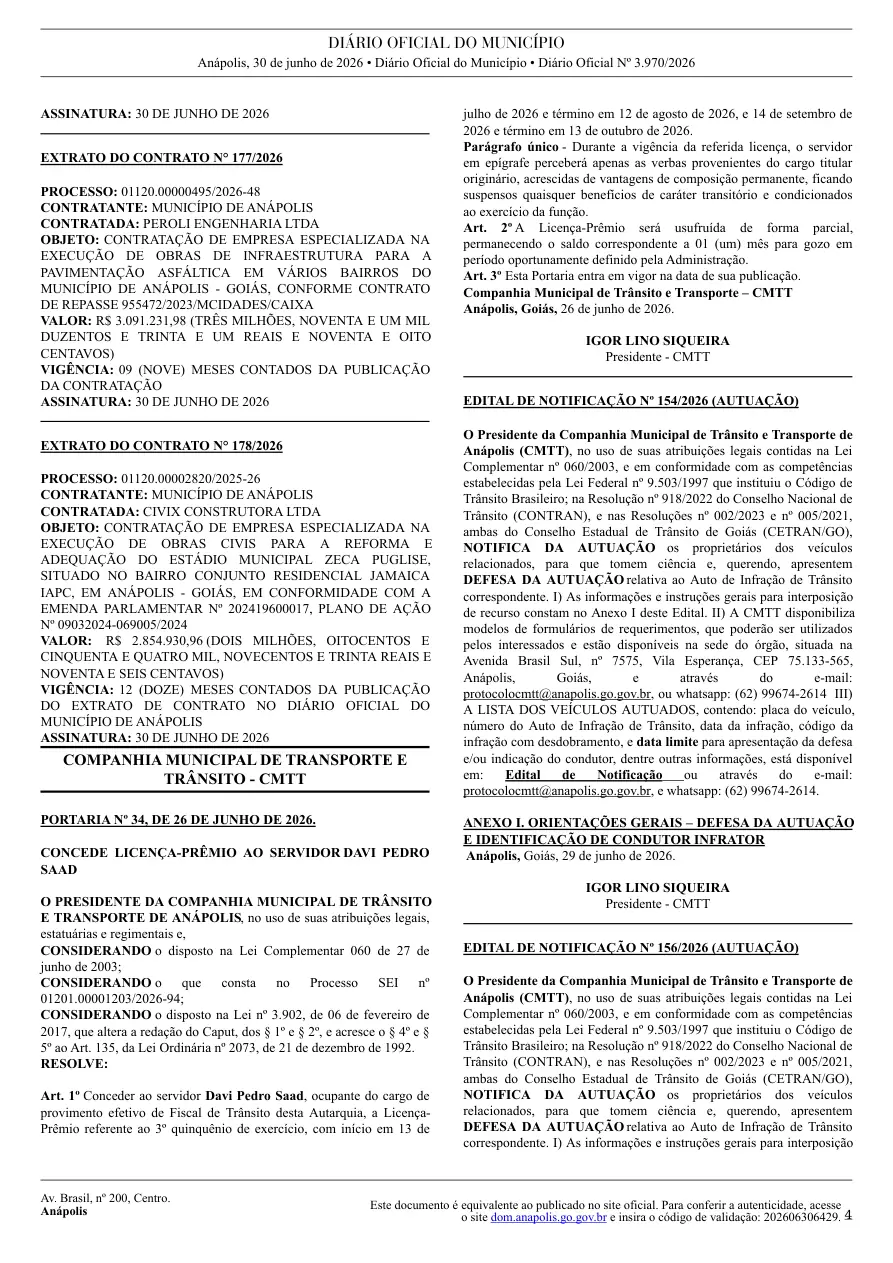 DIÁRIO OFICIAL DO MUNICÍPIO
Anápolis, 30 de junho de 2026 • Diário Oficial do Município • Diário Oficial Nº 3.970/2026
ASSINATURA: 30 DE JUNHO DE 2026
EXTRATO DO CONTRATO N° 177/2026
PROCESSO: 01120.00000495/2026-48
CONTRATANTE: MUNICÍPIO DE ANÁPOLIS
CONTRATADA: PEROLI ENGENHARIA LTDA
OBJETO: CONTRATAÇÃO DE EMPRESA ESPECIALIZADA NA
EXECUÇÃO DE OBRAS DE INFRAESTRUTURA PARA A
PAVIMENTAÇÃO ASFÁLTICA EM VÁRIOS BAIRROS DO
MUNICÍPIO DE ANÁPOLIS - GOIÁS, CONFORME CONTRATO
DE REPASSE 955472/2023/MCIDADES/CAIXA
VALOR: R$ 3.091.231,98 (TRÊS MILHÕES, NOVENTA E UM MIL
DUZENTOS E TRINTA E UM REAIS E NOVENTA E OITO
CENTAVOS)
VIGÊNCIA: 09 (NOVE) MESES CONTADOS DA PUBLICAÇÃO
DA CONTRATAÇÃO
ASSINATURA: 30 DE JUNHO DE 2026
EXTRATO DO CONTRATO N° 178/2026
PROCESSO: 01120.00002820/2025-26
CONTRATANTE: MUNICÍPIO DE ANÁPOLIS
CONTRATADA: CIVIX CONSTRUTORA LTDA
OBJETO: CONTRATAÇÃO DE EMPRESA ESPECIALIZADA NA
EXECUÇÃO DE OBRAS CIVIS PARA A REFORMA E
ADEQUAÇÃO DO ESTÁDIO MUNICIPAL ZECA PUGLISE,
SITUADO NO BAIRRO CONJUNTO RESIDENCIAL JAMAICA
IAPC, EM ANÁPOLIS - GOIÁS, EM CONFORMIDADE COM A
EMENDA PARLAMENTAR Nº 202419600017, PLANO DE AÇÃO
Nº 09032024-069005/2024
VALOR: R$ 2.854.930,96 (DOIS MILHÕES, OITOCENTOS E
CINQUENTA E QUATRO MIL, NOVECENTOS E TRINTA REAIS E
NOVENTA E SEIS CENTAVOS)
VIGÊNCIA: 12 (DOZE) MESES CONTADOS DA PUBLICAÇÃO
DO EXTRATO DE CONTRATO NO DIÁRIO OFICIAL DO
MUNICÍPIO DE ANÁPOLIS
ASSINATURA: 30 DE JUNHO DE 2026
COMPANHIA MUNICIPAL DE TRANSPORTE E
TRÂNSITO - CMTT
PORTARIA Nº 34, DE 26 DE JUNHO DE 2026.
CONCEDE LICENÇA-PRÊMIO AO SERVIDOR DAVI PEDRO
SAAD
O PRESIDENTE DA COMPANHIA MUNICIPAL DE TRÂNSITO
E TRANSPORTE DE ANÁPOLIS, no uso de suas atribuições legais,
estatuárias e regimentais e,
CONSIDERANDO o disposto na Lei Complementar 060 de 27 de
junho de 2003;
CONSIDERANDO o que consta no Processo SEI nº
01201.00001203/2026-94;
CONSIDERANDO o disposto na Lei nº 3.902, de 06 de fevereiro de
2017, que altera a redação do Caput, dos § 1º e § 2º, e acresce o § 4º e §
5º ao Art. 135, da Lei Ordinária nº 2073, de 21 de dezembro de 1992.
RESOLVE:
Art. 1º Conceder ao servidor Davi Pedro Saad, ocupante do cargo de
provimento efetivo de Fiscal de Trânsito desta Autarquia, a Licença-
Prêmio referente ao 3º quinquênio de exercício, com início em 13 de
julho de 2026 e término em 12 de agosto de 2026, e 14 de setembro de
2026 e término em 13 de outubro de 2026.
Parágrafo único - Durante a vigência da referida licença, o servidor
em epígrafe perceberá apenas as verbas provenientes do cargo titular
originário, acrescidas de vantagens de composição permanente, ficando
suspensos quaisquer benefícios de caráter transitório e condicionados
ao exercício da função.
Art. 2º A Licença-Prêmio será usufruída de forma parcial,
permanecendo o saldo correspondente a 01 (um) mês para gozo em
período oportunamente definido pela Administração.
Art. 3º Esta Portaria entra em vigor na data de sua publicação.
Companhia Municipal de Trânsito e Transporte – CMTT
Anápolis, Goiás, 26 de junho de 2026.
IGOR LINO SIQUEIRA
Presidente - CMTT
EDITAL DE NOTIFICAÇÃO Nº 154/2026 (AUTUAÇÃO)
O Presidente da Companhia Municipal de Trânsito e Transporte de
Anápolis (CMTT), no uso de suas atribuições legais contidas na Lei
Complementar nº 060/2003, e em conformidade com as competências
estabelecidas pela Lei Federal nº 9.503/1997 que instituiu o Código de
Trânsito Brasileiro; na Resolução nº 918/2022 do Conselho Nacional de
Trânsito (CONTRAN), e nas Resoluções nº 002/2023 e nº 005/2021,
ambas do Conselho Estadual de Trânsito de Goiás (CETRAN/GO),
NOTIFICA DA AUTUAÇÃO os proprietários dos veículos
relacionados, para que tomem ciência e, querendo, apresentem
DEFESA DA AUTUAÇÃO relativa ao Auto de Infração de Trânsito
correspondente. I) As informações e instruções gerais para interposição
de recurso constam no Anexo I deste Edital. II) A CMTT disponibiliza
modelos de formulários de requerimentos, que poderão ser utilizados
pelos interessados e estão disponíveis na sede do órgão, situada na
Avenida Brasil Sul, nº 7575, Vila Esperança, CEP 75.133-565,
Anápolis, Goiás, e através do e-mail:
protocolocmtt@anapolis.go.gov.br, ou whatsapp: (62) 99674-2614 III)
A LISTA DOS VEÍCULOS AUTUADOS, contendo: placa do veículo,
número do Auto de Infração de Trânsito, data da infração, código da
infração com desdobramento, e data limite para apresentação da defesa
e/ou indicação do condutor, dentre outras informações, está disponível
em: Edital de Notificação ou através do e-mail:
protocolocmtt@anapolis.go.gov.br, e whatsapp: (62) 99674-2614.
ANEXO I. ORIENTAÇÕES GERAIS – DEFESA DA AUTUAÇÃO
E IDENTIFICAÇÃO DE CONDUTOR INFRATOR
Anápolis, Goiás, 29 de junho de 2026.
IGOR LINO SIQUEIRA
Presidente - CMTT
EDITAL DE NOTIFICAÇÃO Nº 156/2026 (AUTUAÇÃO)
O Presidente da Companhia Municipal de Trânsito e Transporte de
Anápolis (CMTT), no uso de suas atribuições legais contidas na Lei
Complementar nº 060/2003, e em conformidade com as competências
estabelecidas pela Lei Federal nº 9.503/1997 que instituiu o Código de
Trânsito Brasileiro; na Resolução nº 918/2022 do Conselho Nacional de
Trânsito (CONTRAN), e nas Resoluções nº 002/2023 e nº 005/2021,
ambas do Conselho Estadual de Trânsito de Goiás (CETRAN/GO),
NOTIFICA DA AUTUAÇÃO os proprietários dos veículos
relacionados, para que tomem ciência e, querendo, apresentem
DEFESA DA AUTUAÇÃO relativa ao Auto de Infração de Trânsito
correspondente. I) As informações e instruções gerais para interposição
Av. Brasil, nº 200, Centro.
Anápolis
Este documento é equivalente ao publicado no site oficial. Para conferir a autenticidade, acesse
o site dom.anapolis.go.gov.br e insira o código de validação: 202606306429. 4